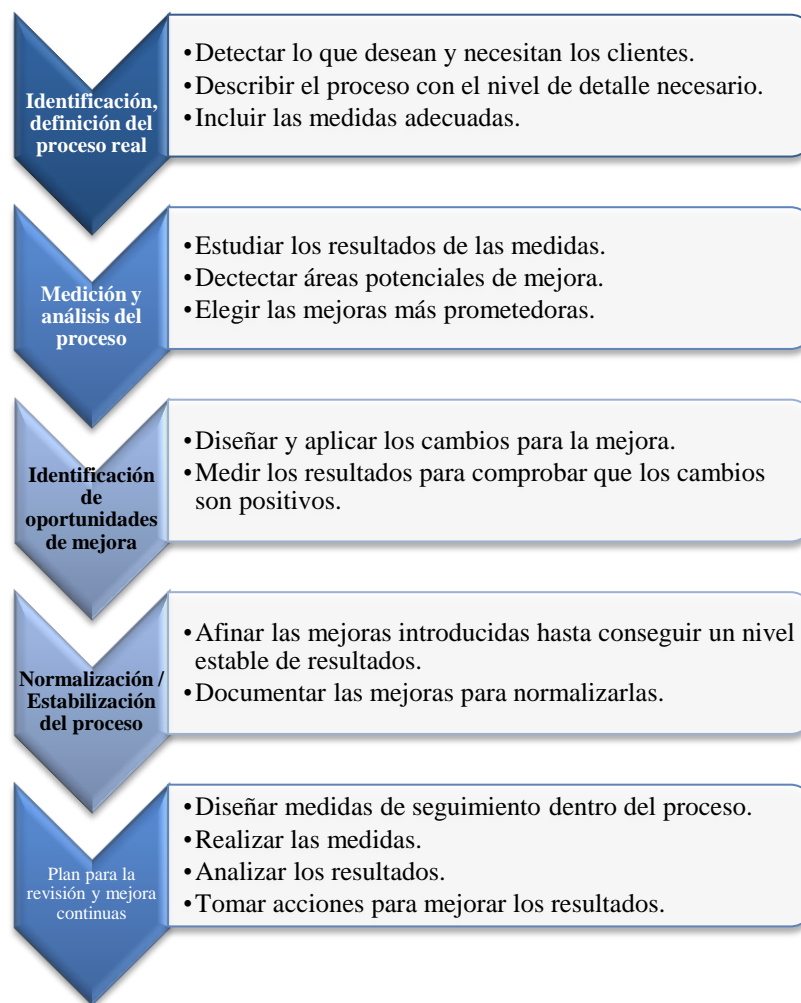 Identificación,
definición del
proceso real
•Detectar lo que desean y necesitan los clientes.
•Describir el proceso con el nivel de detalle necesario.
•Incluir las medidas adecuadas.
Medición y
análisis del
proceso
•Estudiar los resultados de las medidas.
•Dectectar áreas potenciales de mejora.
•Elegir las mejoras más prometedoras.
Identificación
de
oportunidades
de mejora
•Diseñar y aplicar los cambios para la mejora.
•Medir los resultados para comprobar que los cambios
son positivos.
Normalización /
Estabilización
del proceso
•Afinar las mejoras introducidas hasta conseguir un nivel
estable de resultados.
•Documentar las mejoras para normalizarlas.
Plan para la
revisión y mejora
continuas
•Diseñar medidas de seguimiento dentro del proceso.
•Realizar las medidas.
•Analizar los resultados.
•Tomar acciones para mejorar los resultados.